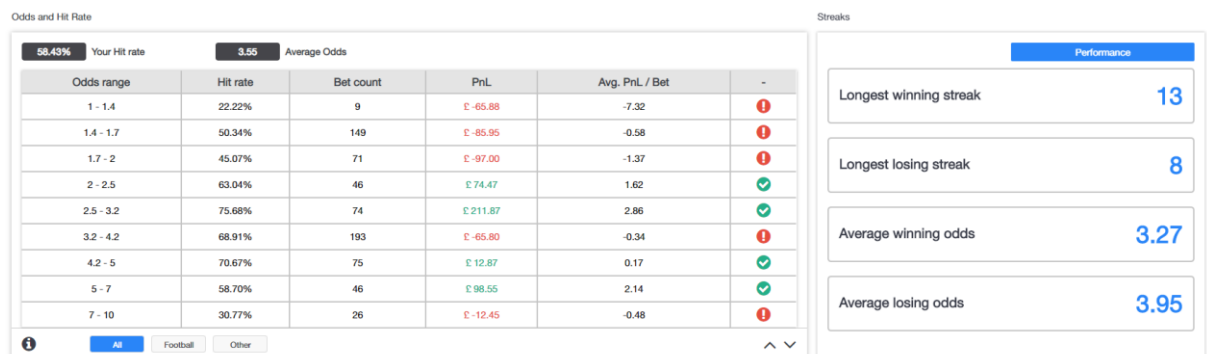 Odds and Hit Rate
58.43% Your Hit rate 3.55 Average Odds
Odds range Hit rate Bet count PnL Avg. PnL / Bet -
1 - 1.4 22.22% 9 £ -65.88 -7.32
1.4 - 1.7 50.34% 149 £ -85.95 -0.58
1.7 - 2 45.07% 71 £ -97.00 -1.37
2 - 2.5 63.04% 46 £ 74.47 1.62
2.5 - 3.2 75.68% 74 £ 211.87 2.86
3.2 - 4.2 68.91% 193 £ -65.80 -0.34
4.2 - 5 70.67% 75 £ 12.87 0.17
5 - 7 58.70% 46 £ 98.55 2.14
7 - 10 30.77% 26 £ -12.45 -0.48
All Football Other
Streaks
Performance
Longest winning streak 13
Longest losing streak 8
Average winning odds 3.27
Average losing odds 3.95